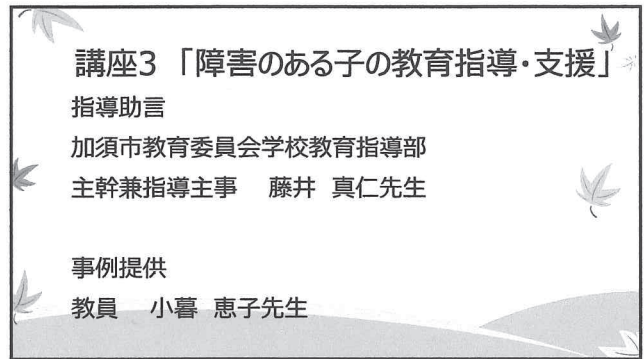 講座3 「障害のある子の教育指導・支援」
指導助言
加須市教育委員会学校教育指導部
主幹兼指導主事 藤井 真仁先生
事例提供
教員 小暮 恵子先生